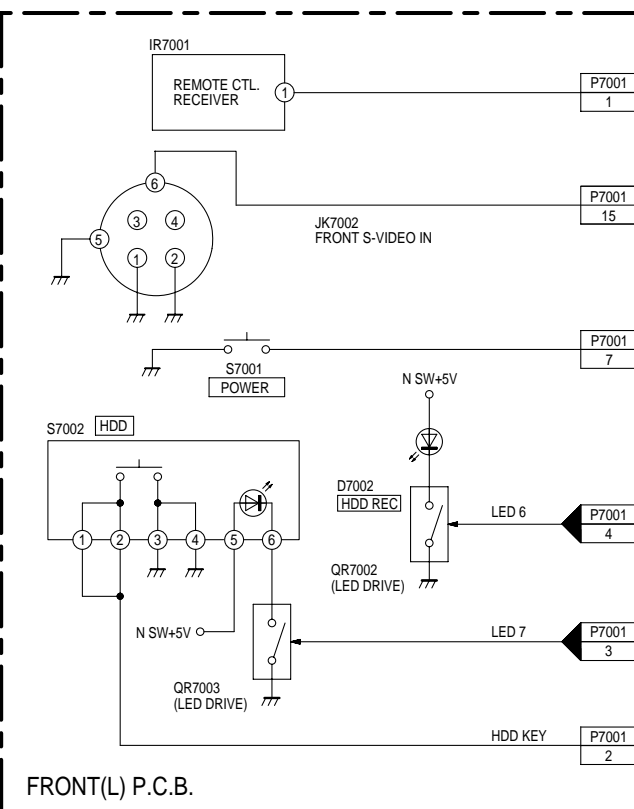 IR7001
REMOTE CTL.
RECEIVER
1
P7001
1
6
3
4
5
1
2
JK7002
FRONT S-VIDEO IN
P7001
15
S7001
POWER
P7001
7
N SW+5V
S7002 HDD
D7002
HDD REC
LED 6
P7001
4
1 2 3 4 5 6
QR7002
(LED DRIVE)
N SW+5V
LED 7
P7001
3
QR7003
(LED DRIVE)
HDD KEY
P7001
2
FRONT(L) P.C.B.